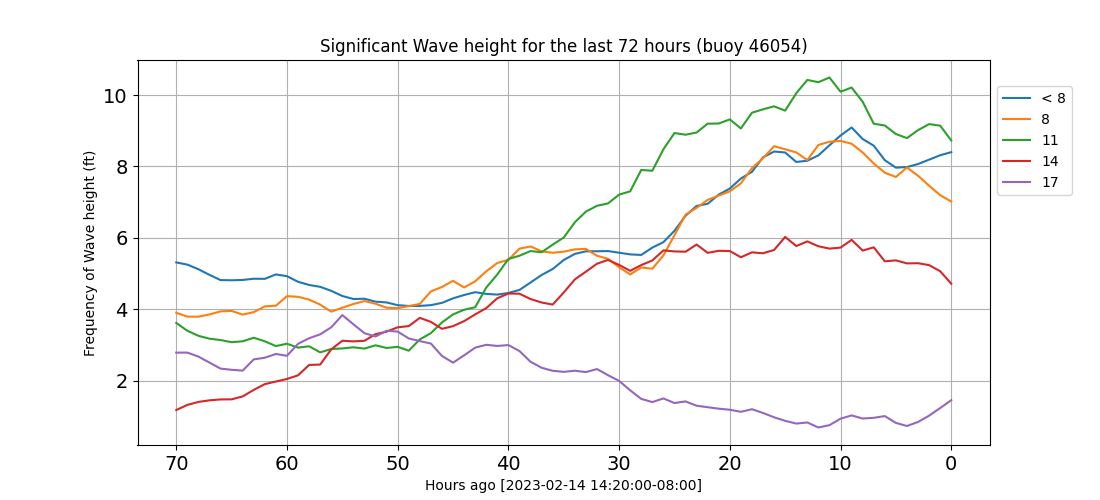 Significant Wave height for the last 72 hours (buoy 46054)
10
8
6
4
2
Frequency of Wave height (ft)
< 8
8
11
14
17
70 60 50 40 30 20 10 0
Hours ago [2023-02-14 14:20:00-08:00]